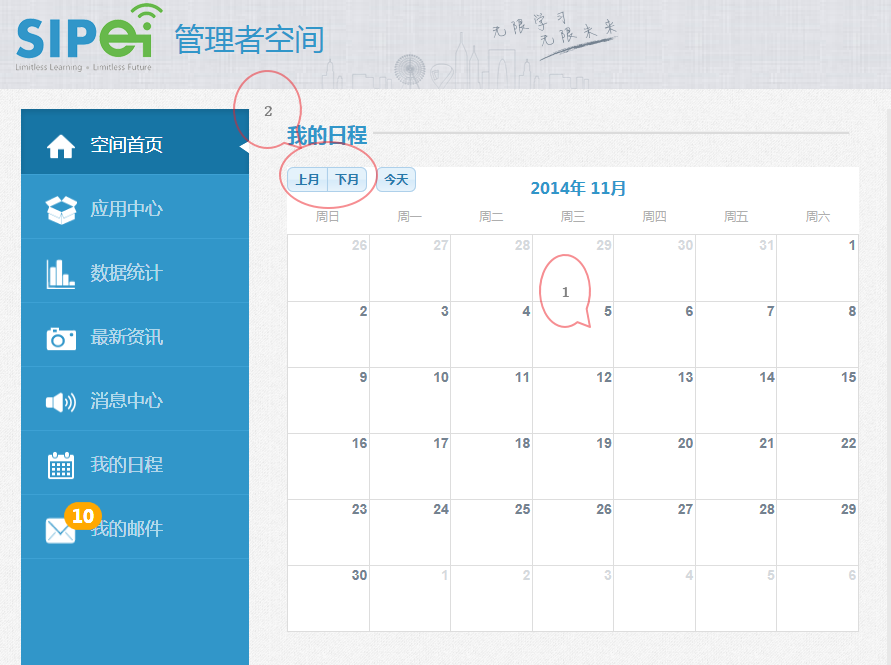 SIPei
Limitless Learning • Limitless Future
管理者空间
无限学习
无限未来
2
我的日程
空间首页
应用中心
数据统计
最新资讯
消息中心
我的日程
10
我的邮件
上月 下月 今天
2014年 11月
周日 周一 周二 周三 周四 周五 周六
26 27 28 29 30 31 1
1
2 3 4 5 6 7 8
9 10 11 12 13 14 15
16 17 18 19 20 21 22
23 24 25 26 27 28 29
30 1 2 3 4 5 6